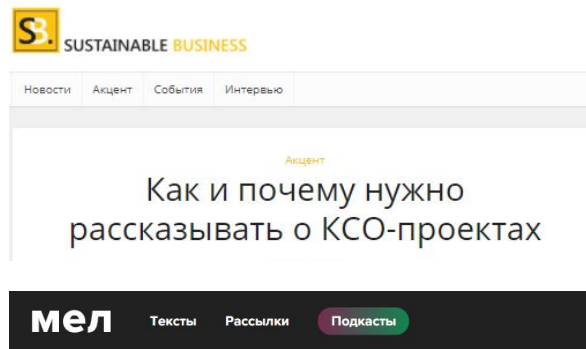 SB.
SUSTAINABLE BUSINESS
Новости Акцент События Интервью
Акцент
Как и почему нужно
рассказывать о КСО-проектах
мел Тексты Рассылки Подкасты